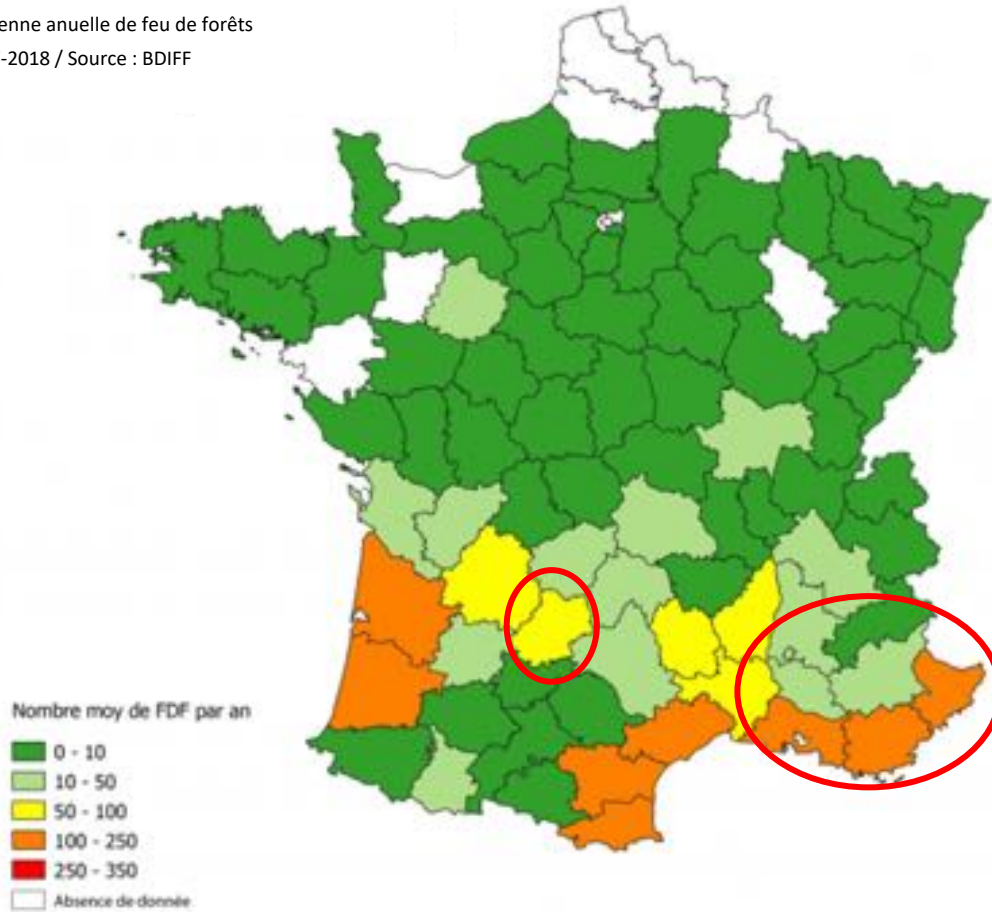 enne anuelle de feu de forêts
-2018 / Source : BDIFF
Nombre moy de FDF par an
0 - 10
10 - 50
50 - 100
100 - 250
250 - 350
Absence de donnée